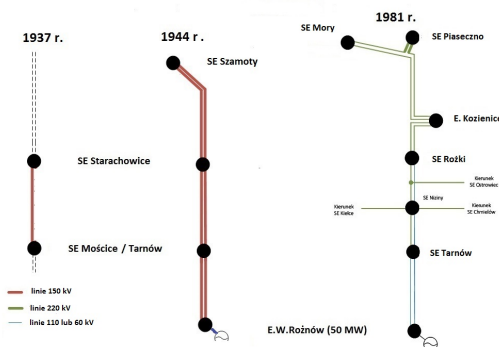 1937 r.
1944 r .
1981 r.
SE Szamoty
SE Mory
SE Piaseczno
E. Kozienice
SE Starachowice
SE Rożki
Kierunek
SE Ostrowiec
SE Niziny
Kierunek
SE Kielce
Kierunek
SE Chmielów
SE Mościce / Tarnów
SE Tarnów
linie 150 kV
linie 220 kV
linie 110 lub 60 kV
E.W.Rożnów (50 MW)